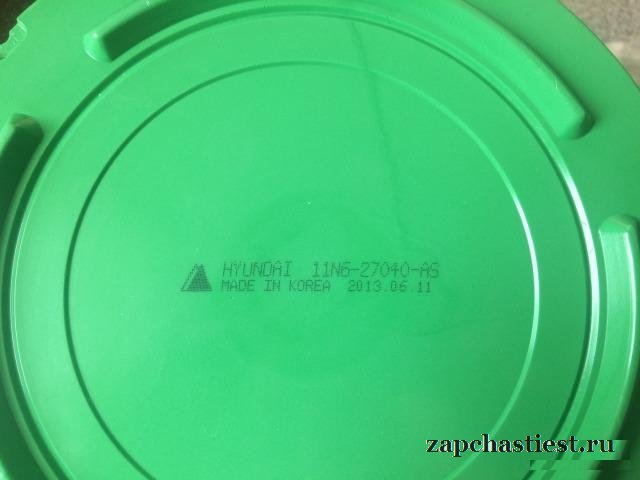 HYUNDAI 11N6-27040-AS
MADE IN KOREA 2013.06.11
zapchastiest.ru